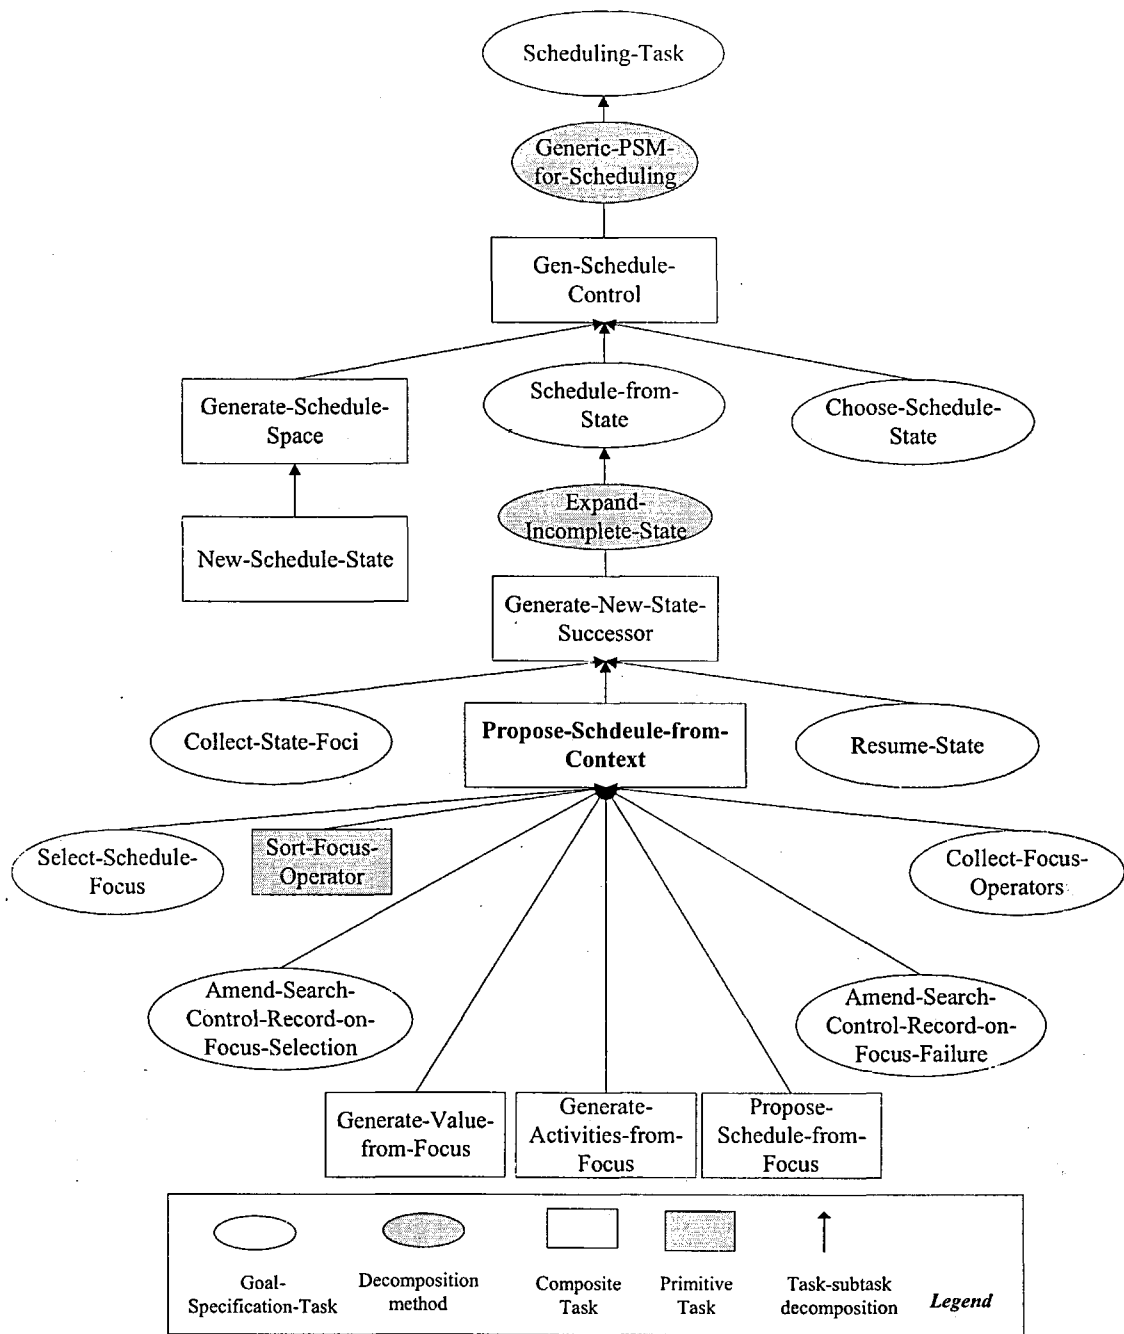 Scheduling-Task
Generic-PSM-
for-Scheduling
Gen-Schedule-
Control
Generate-Schedule-
Space
Schedule-from-
State
Choose-Schedule-
State
New-Schedule-State
Expand-
Incomplete-State
Generate-New-State-
Successor
Collect-State-Foci
Propose-Schdeule-from-
Context
Resume-State
Select-Schedule-
Focus
Sort-Focus-
Operator
Collect-Focus-
Operators
Amend-Search-
Control-Record-on-
Focus-Selection
Amend-Search-
Control-Record-on-
Focus-Failure
Generate-Value-
from-Focus
Generate-
Activities-from-
Focus
Propose-
Schedule-from-
Focus
Goal-
Specification-Task
Decomposition
method
Composite
Task
Primitive
Task
Task-subtask
decomposition
Legend